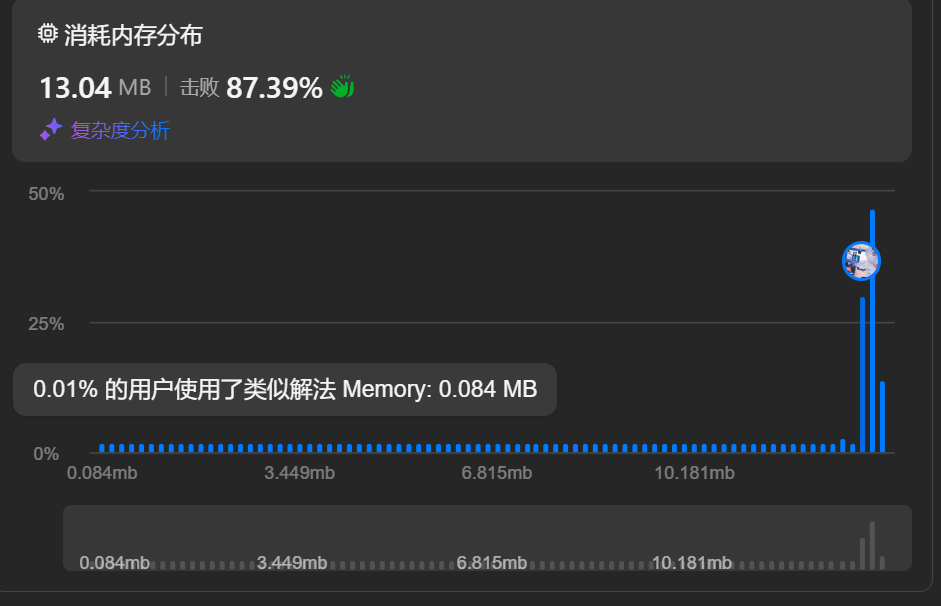 消耗内存分布
13.04 MB 击败 87.39%
复杂度分析
50%
25%
0.01% 的用户使用了类似解法 Memory: 0.084 MB
0%
0.084mb 3.449mb 6.815mb 10.181mb
0.084mb 3.449mb 6.815mb 10.181mb